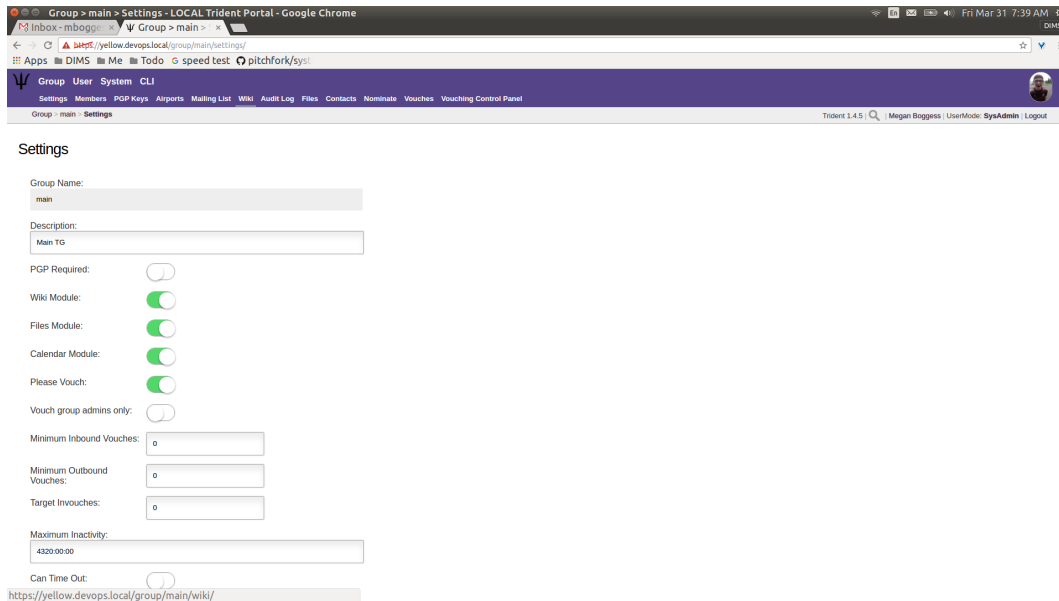 Group > main > Settings - LOCAL Trident Portal - Google Chrome
En
Fri Mar 31 7:39 AM
Inbox - mbogge × Ψ Group > main > ×
DIMS
https://yellow.devops.local/group/main/settings/
Apps DIMS Me Todo speed test pitchfork/syst
Group User System CLI
Settings Members PGP Keys Airports Mailing List Wiki Audit Log Files Contacts Nominate Vouches Vouching Control Panel
Group > main > Settings
Trident 1.4.5 | | Megan Boggess | UserMode: SysAdmin | Logout
Settings
Group Name:
main
Description:
Main TG
PGP Required:
Wiki Module:
Files Module:
Calendar Module:
Please Vouch:
Vouch group admins only:
Minimum Inbound Vouches:
0
Minimum Outbound
Vouches:
0
Target Invouches:
0
Maximum Inactivity:
4320:00:00
Can Time Out:
https://yellow.devops.local/group/main/wiki/